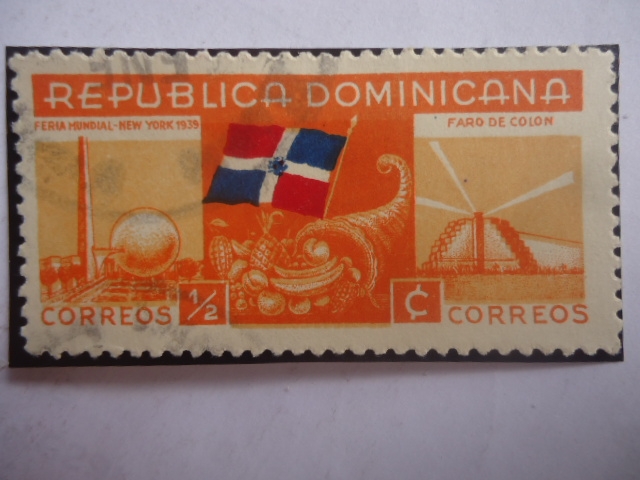 REPUBLICA DOMINICANA
FERIA MUNDIAL-NEW YORK 1939
FARO DE COLON
CORREOS 1/2 ¢ CORREOS